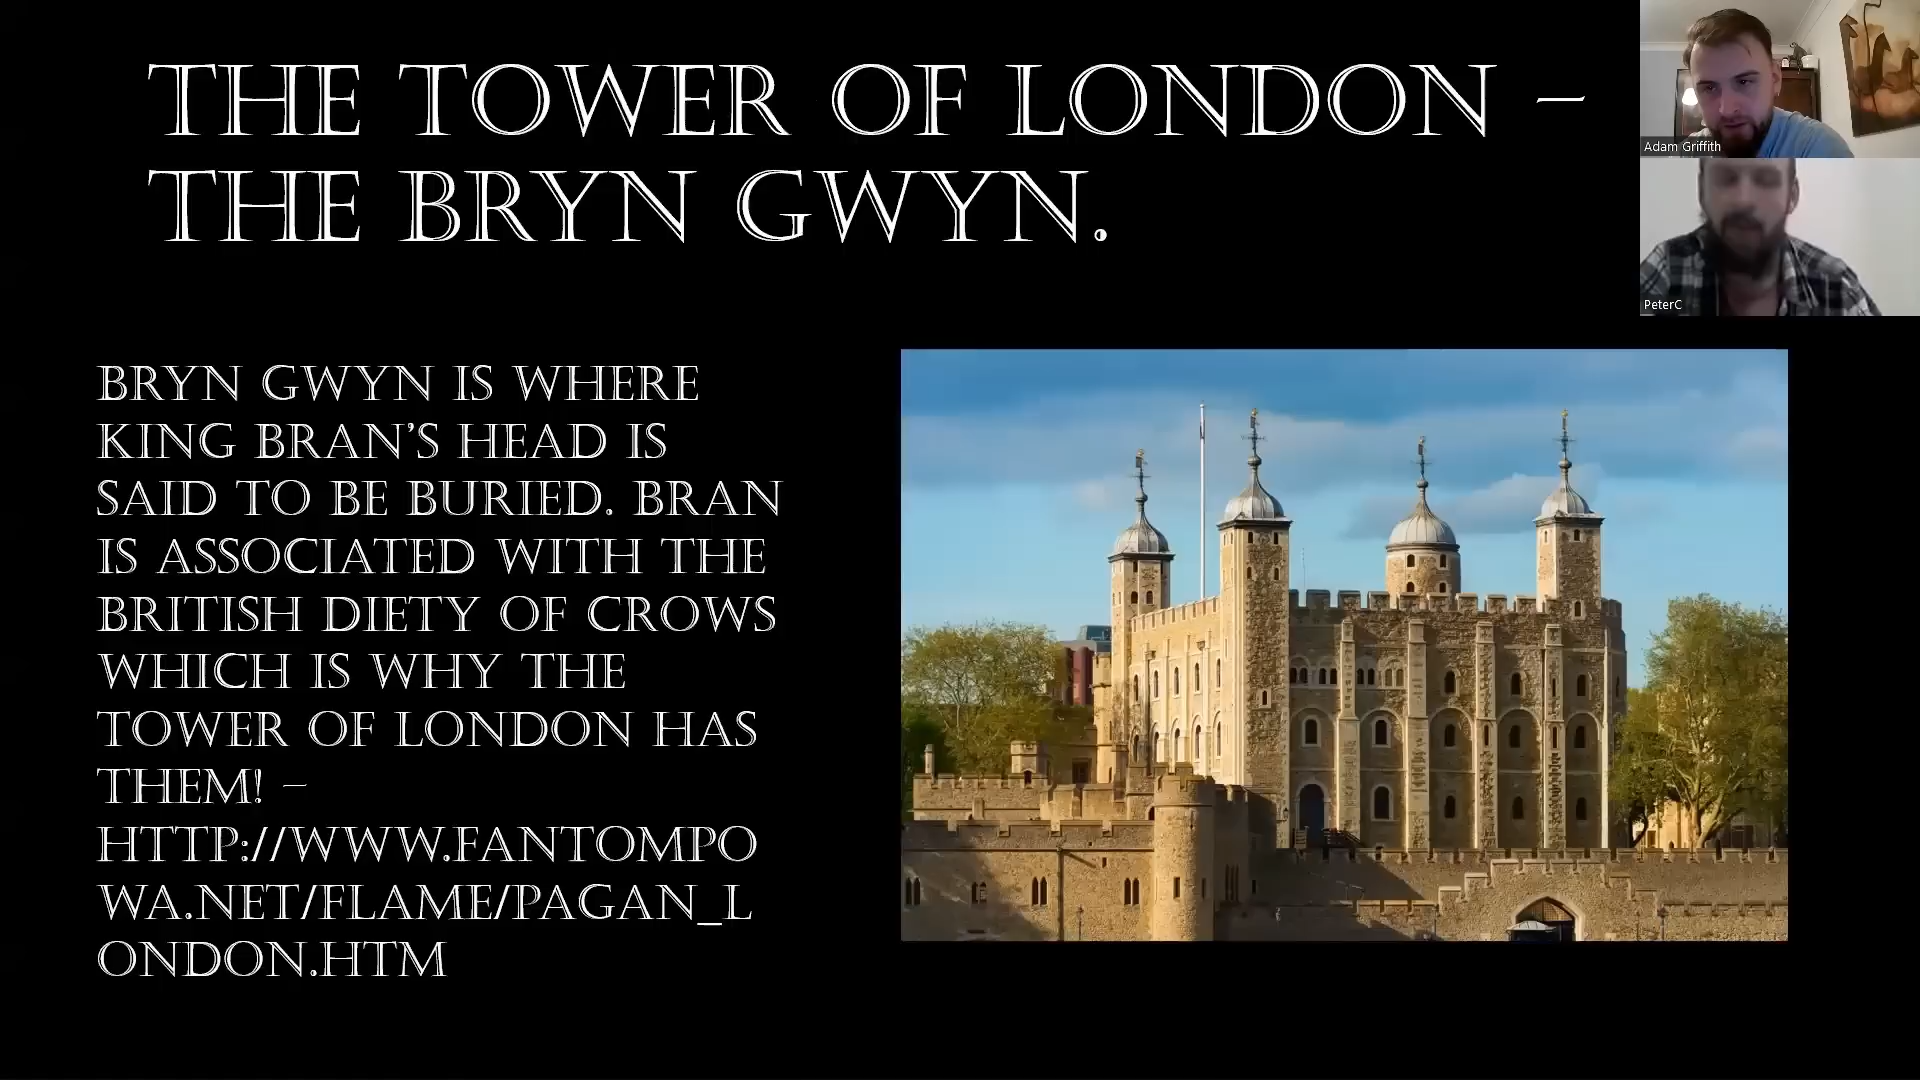 THE TOWER OF LONDON –
THE BRYN GWYN.
BRYN GWYN IS WHERE
KING BRAN'S HEAD IS
SAID TO BE BURIED. BRAN
IS ASSOCIATED WITH THE
BRITISH DIETY OF CROWS
WHICH IS WHY THE
TOWER OF LONDON HAS
THEM! –
HTTP://WWW.FANTOMPO
WA.NET/FLAME/PAGAN_L
ONDON.HTM
Adam Griffith
PeterC